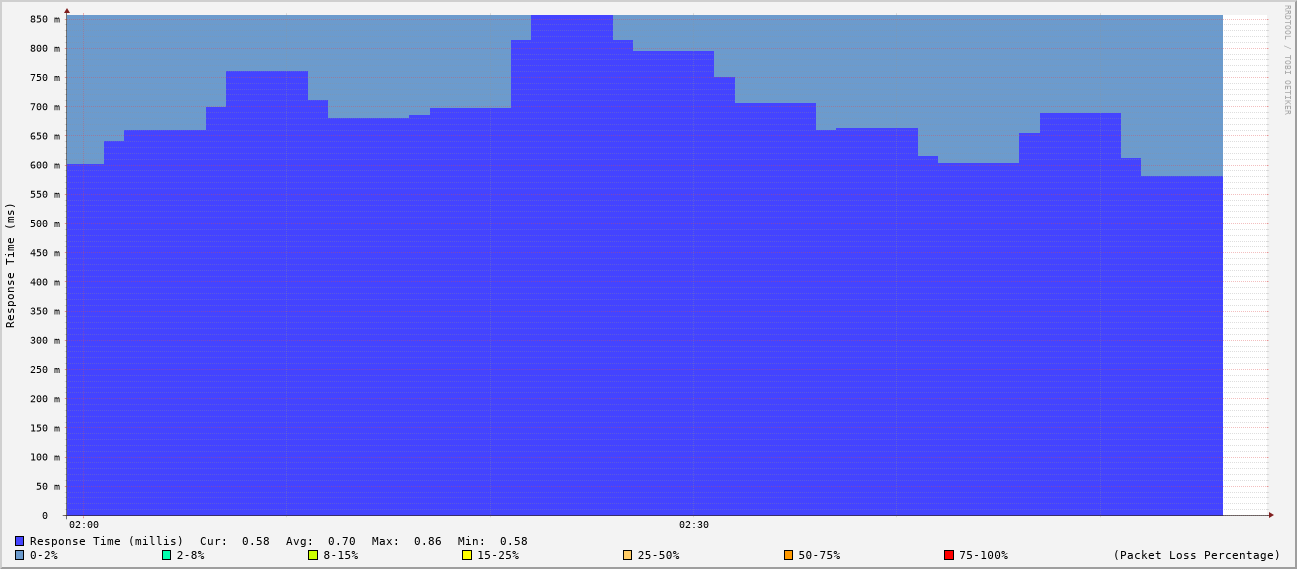 RRDTOOL / TOBI OETIKER
Response Time (ms)
850 m
800 m
750 m
700 m
650 m
600 m
550 m
500 m
450 m
400 m
350 m
300 m
250 m
200 m
150 m
100 m
50 m
0
02:00 02:30
Response Time (millis) Cur: 0.58 Avg: 0.70 Max: 0.86 Min: 0.58
0-2% 2-8% 8-15% 15-25% 25-50% 50-75% 75-100% (Packet Loss Percentage)